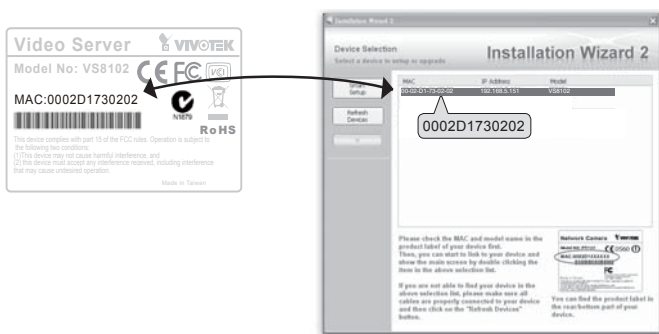 Video Server
VIVOTEK
Model No: VS8102
CE FC VCI
MAC:0002D1730202
N1879
RoHS
The device complies with part 15 of the FCC rules. Operation is subject to
the following two conditions:
(1)This device may not cause harmful interference, and
(2) this device must accept any interference received, including interference
that may cause undesired operation
Made in Taiwan
Installation Wizard 2
Device Selection
Select a device to setup or upgrade
Installation Wizard 2
MAC IP Address Model
Setup
00-02-D1-73-02-02 192.168.5.151 VS8102
Refresh
Devices
0002D1730202
Please check the MAC and model name in the
product label of your device first.
Then, you can start to link to your device and
show the main screen by double clicking the
item in the above selection list.
If you are not able to find your device in the
above selection list, please make sure all
cables are properly connected to your device
and then click on the "Refresh Devices"
button.
Network Camera
You can find the product label in
the rear/bottom part of your
device.